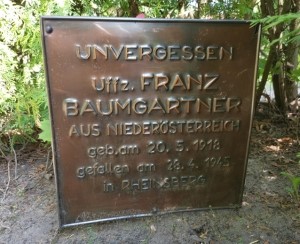 UNVERGESSEN
Uffz. FRANZ
BAUMGARTNER
AUS NIEDERÖSTERREICH
geb.am 20.5.1918
gefallen am 28.4.1945
in RHEINSBERG